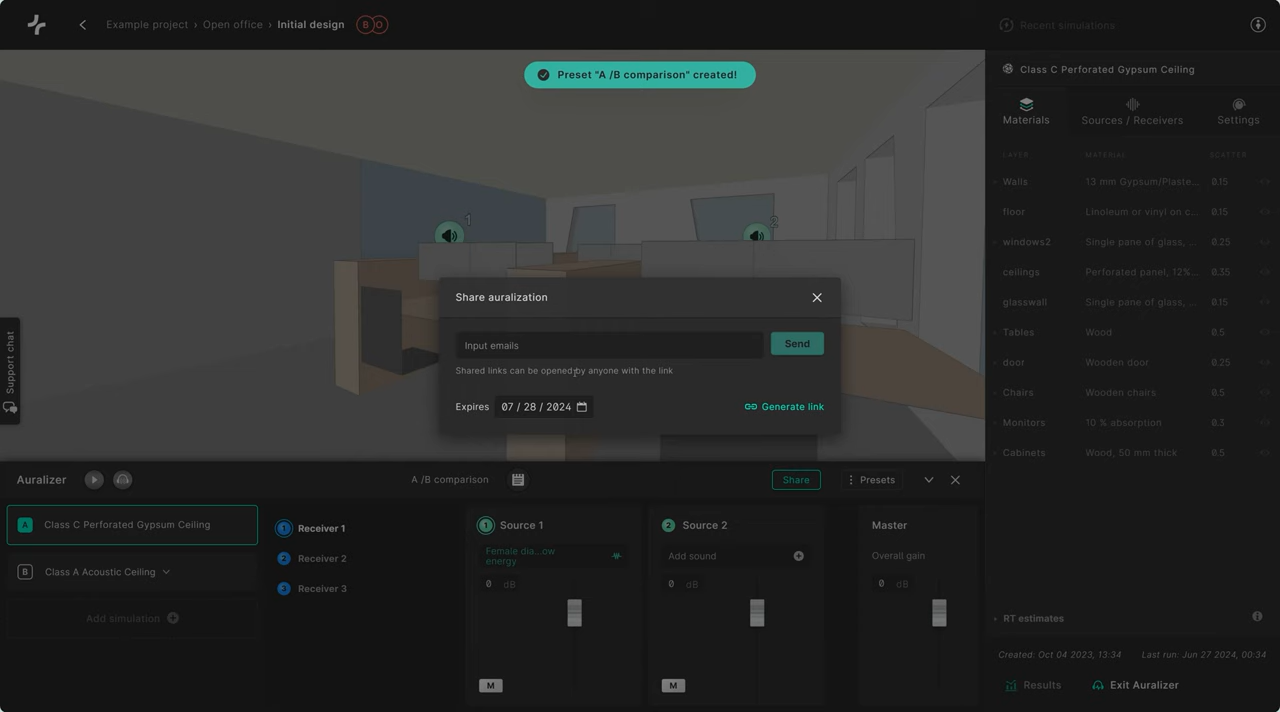 Example project › Open office › Initial design B O
Recent simulations
Preset "A /B comparison" created!
Class C Perforated Gypsum Ceiling
Materials Sources / Receivers Settings
LAYER MATERIAL SCATTER
Walls 13 mm Gypsum/Plaste... 0.15
floor Linoleum or vinyl on c... 0.15
windows2 Single pane of glass, ... 0.25
ceilings Perforated panel, 12%... 0.35
glasswall Single pane of glass, ... 0.15
Tables Wood 0.5
door Wooden door 0.25
Chairs Wooden chairs 0.5
Monitors 10 % absorption 0.3
Cabinets Wood, 50 mm thick 0.5
1
2
Share auralization
Input emails Send
Shared links can be opened by anyone with the link
Expires 07 / 28 / 2024 Generate link
Support chat
Auralizer A /B comparison Share Presets
A Class C Perforated Gypsum Ceiling
B Class A Acoustic Ceiling
Add simulation
1 Receiver 1
2 Receiver 2
3 Receiver 3
1 Source 1
Female dia...ow
energy
0 dB
M
2 Source 2
Add sound
0 dB
M
Master
Overall gain
0 dB
RT estimates
Created: Oct 04 2023, 13:34 Last run: Jun 27 2024, 00:34
Results Exit Auralizer